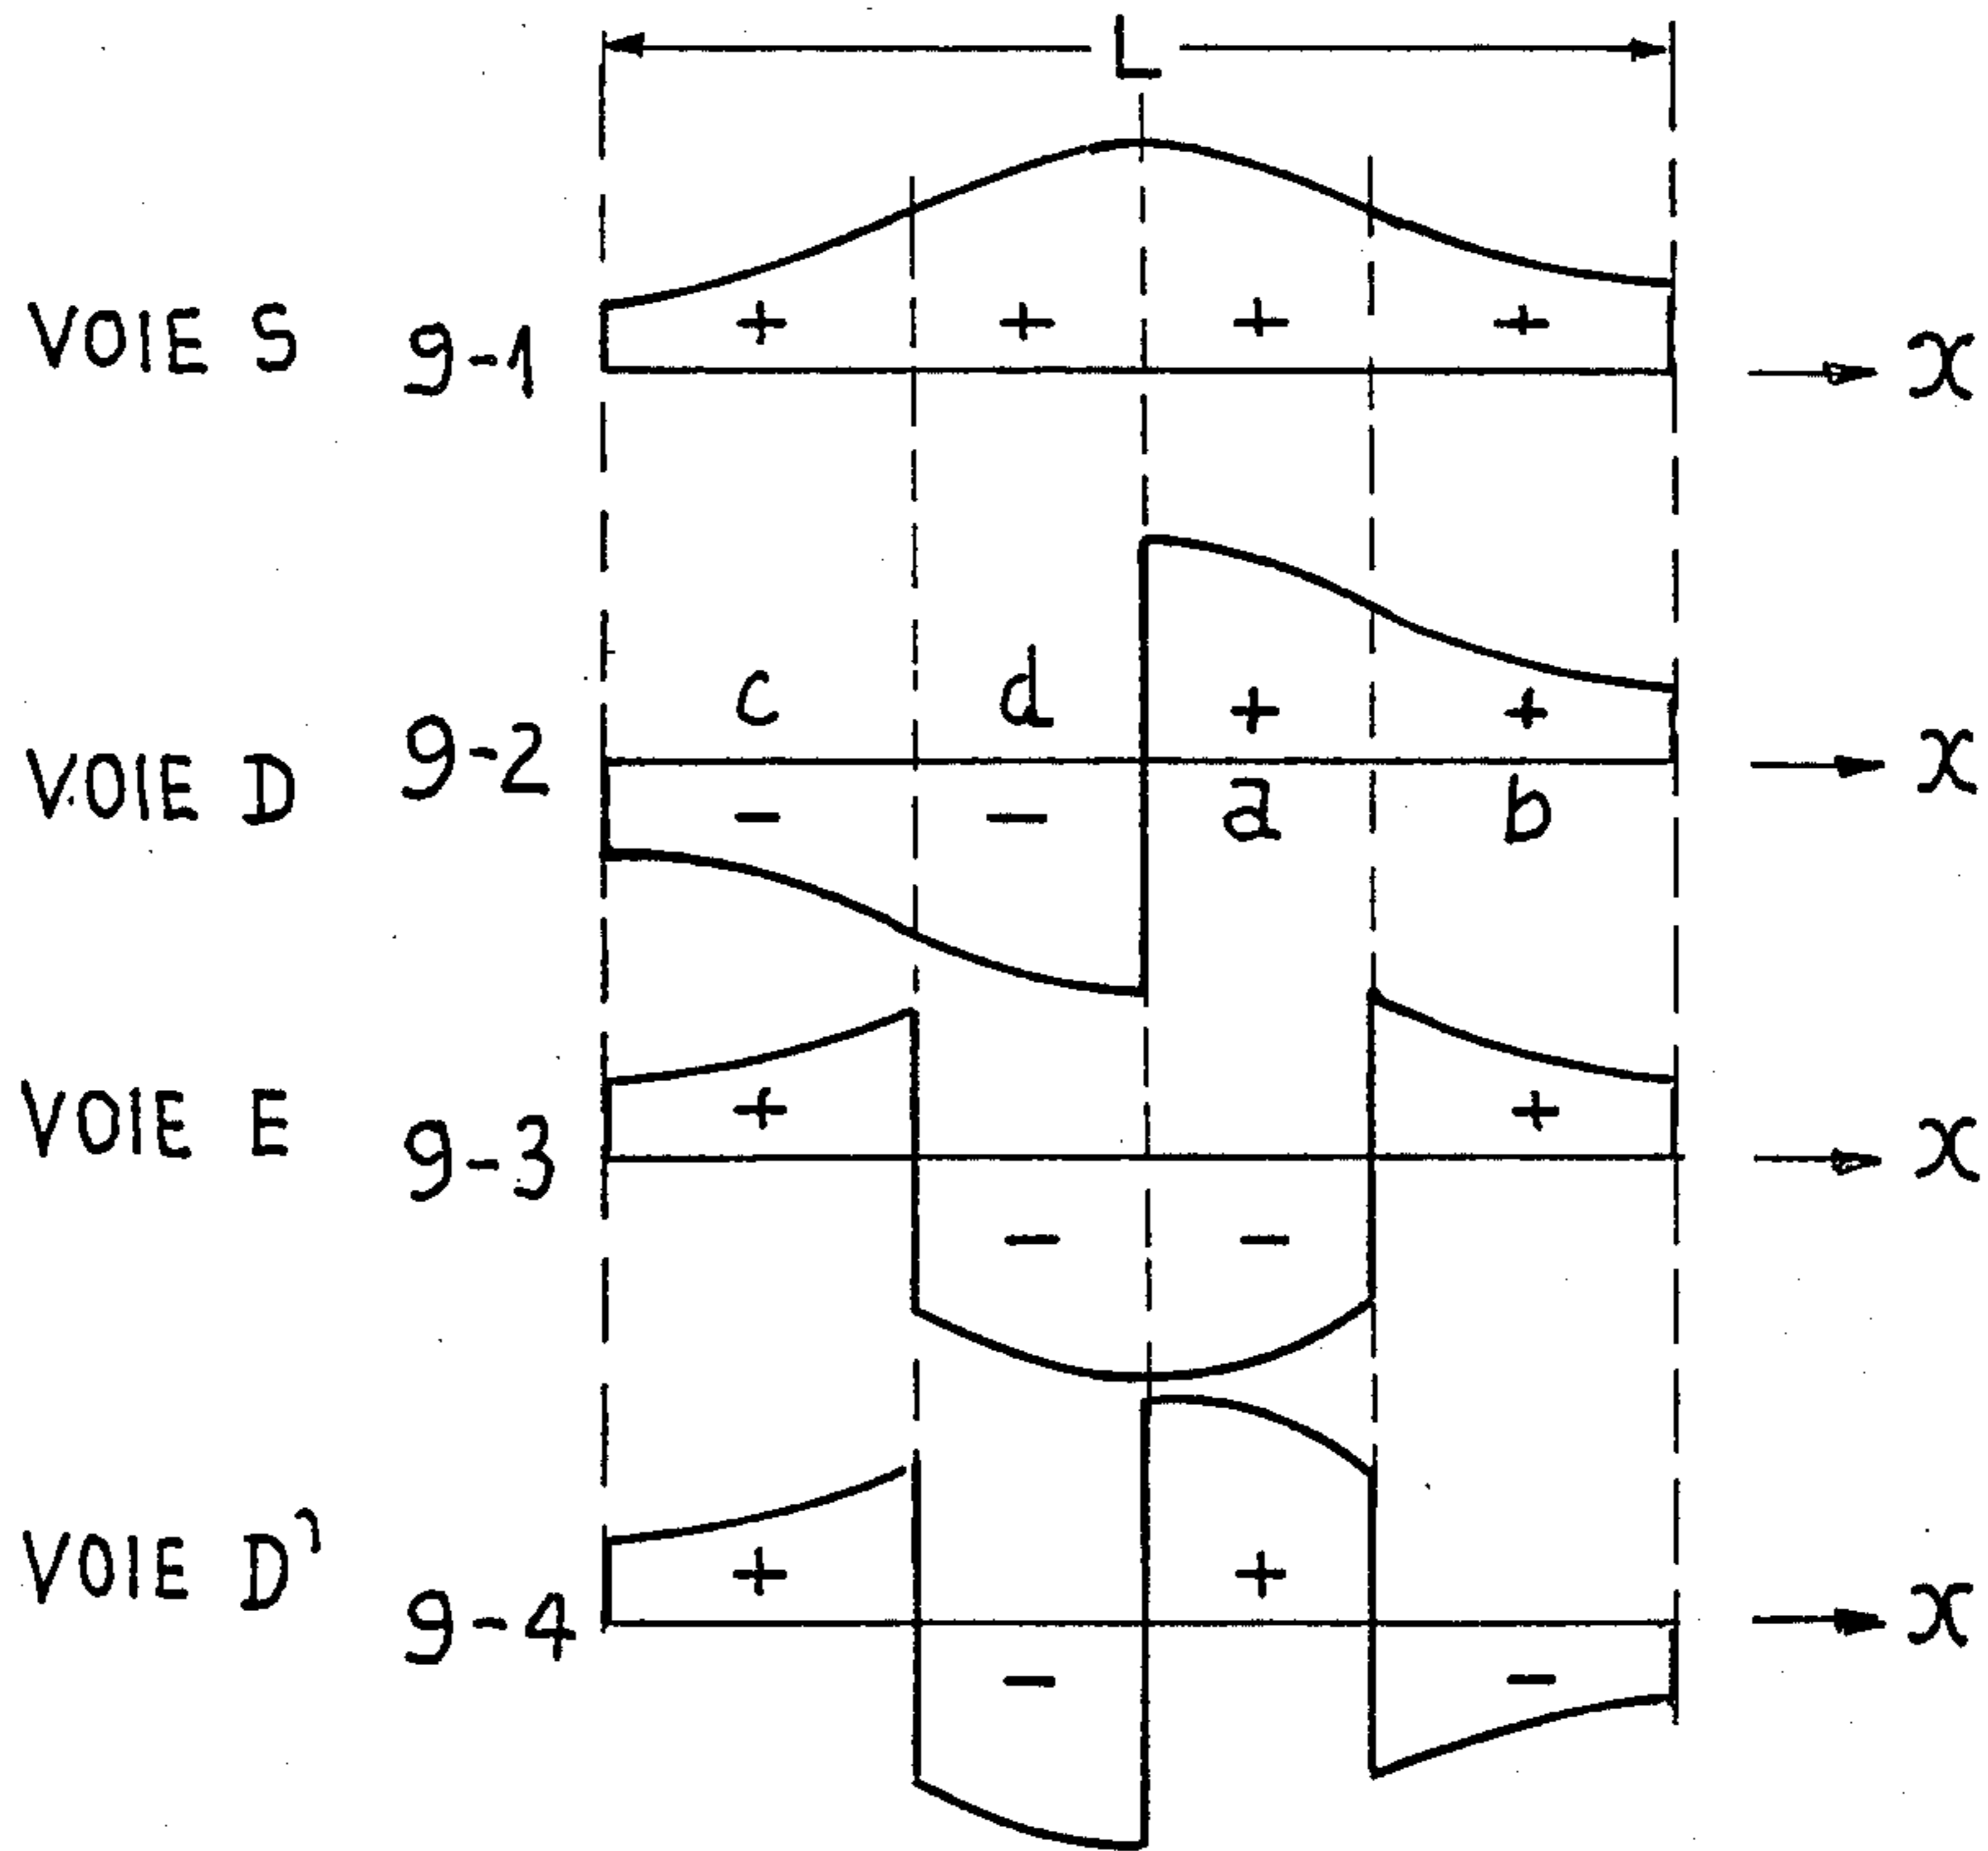 L
VOIE S 9-1 + + + + x
c d + +
VOIE D 9-2 x
- - a b
VOIE E 9-3 + + x
- -
VOIE D' 9-4 + + x
- -